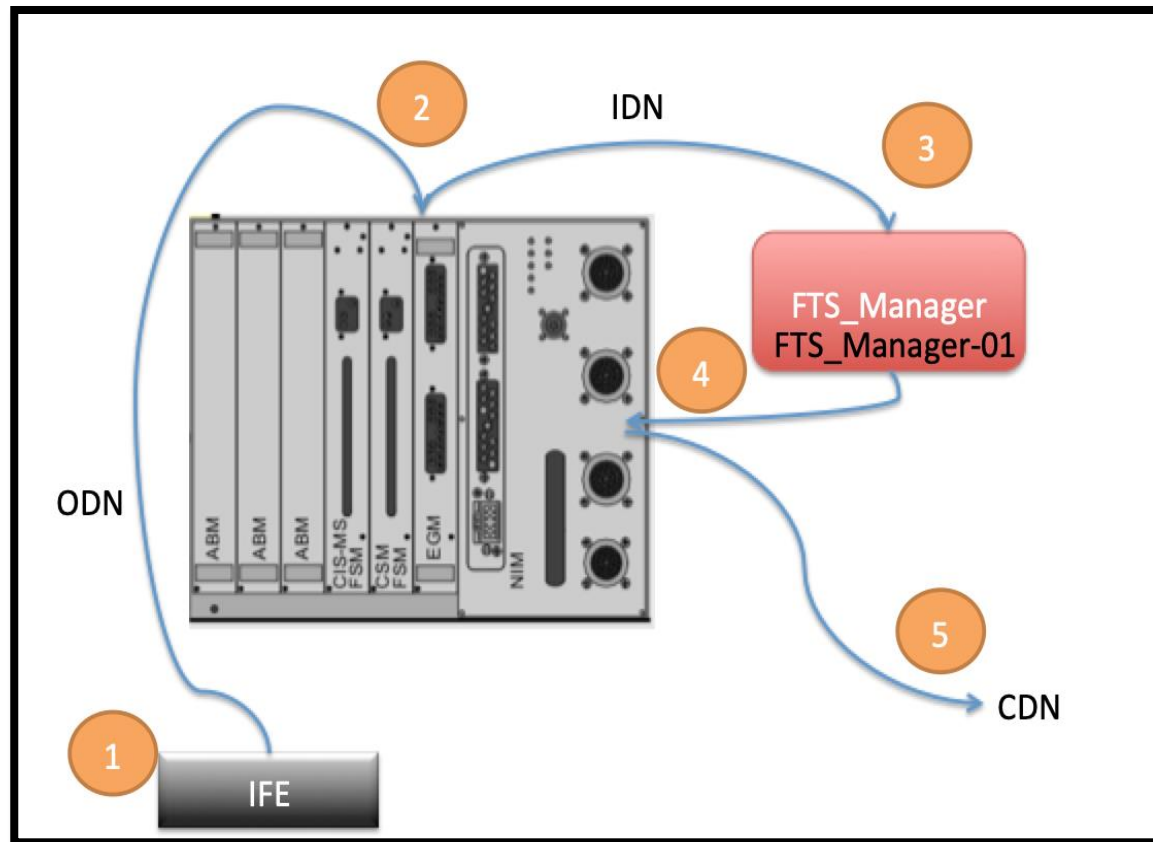 2
IDN
3
FTS_Manager
FTS_Manager-01
4
ODN
ABM
ABM
ABM
CIS-MS
FSM
CSM
FSM
EGM
NIM
5
CDN
1
IFE